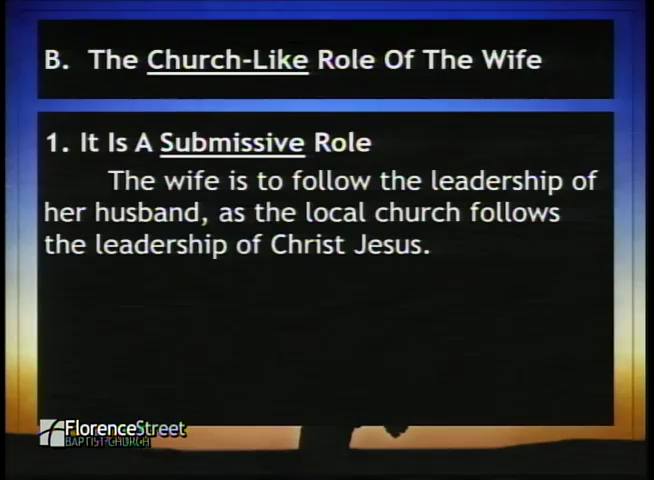 B. The Church-Like Role Of The Wife
1. It Is A Submissive Role
The wife is to follow the leadership of
her husband, as the local church follows
the leadership of Christ Jesus.
FlorenceStreet
BAPTIST CHURCH